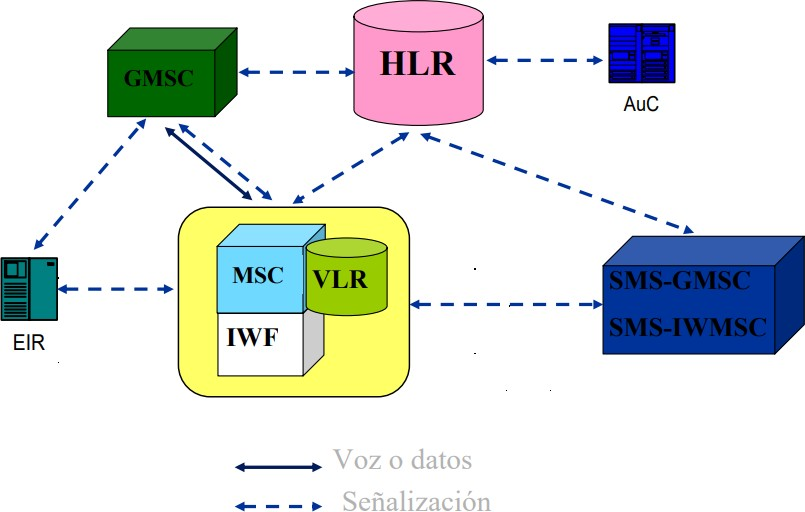 GMSC
HLR
AuC
MSC
VLR
IWF
EIR
SMS-GMSC
SMS-IWMSC
Voz o datos
Señalización